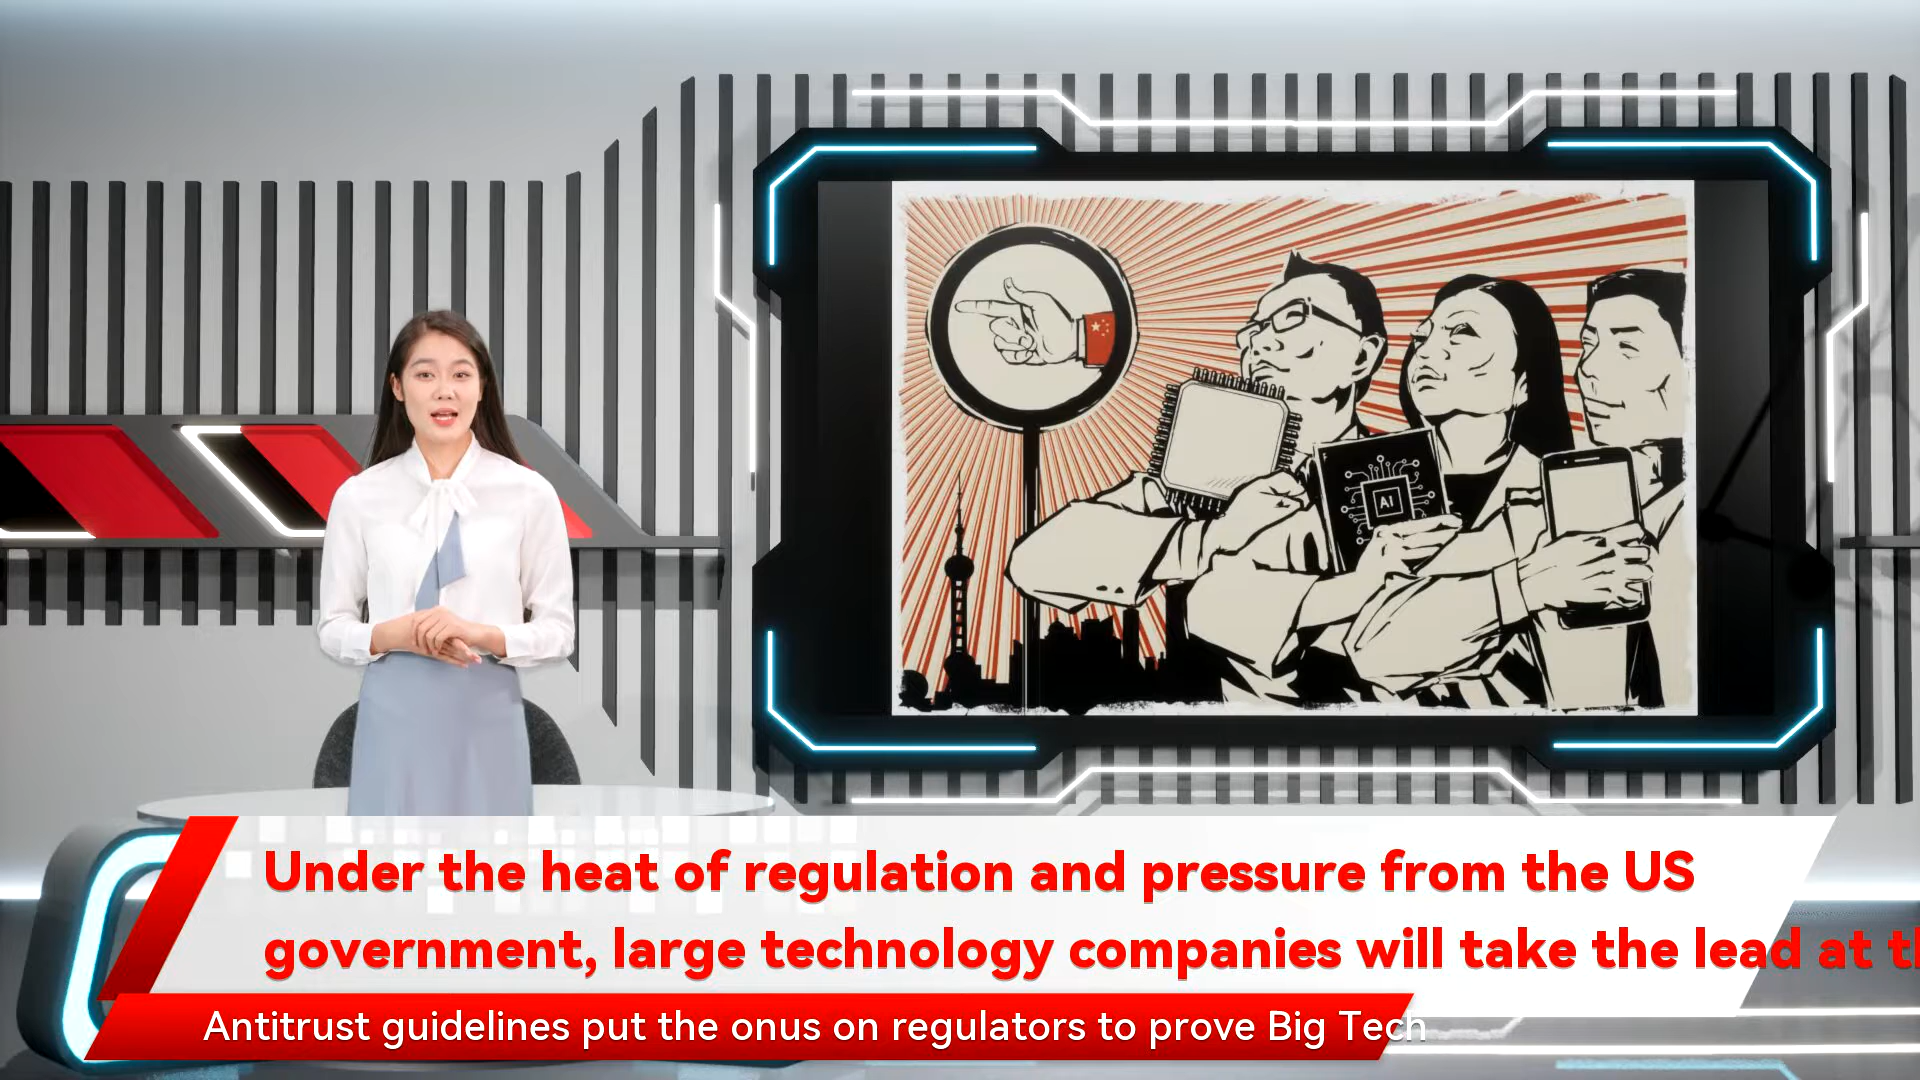 AI
Under the heat of regulation and pressure from the US
government, large technology companies will take the lead at
Antitrust guidelines put the onus on regulators to prove Big Tech